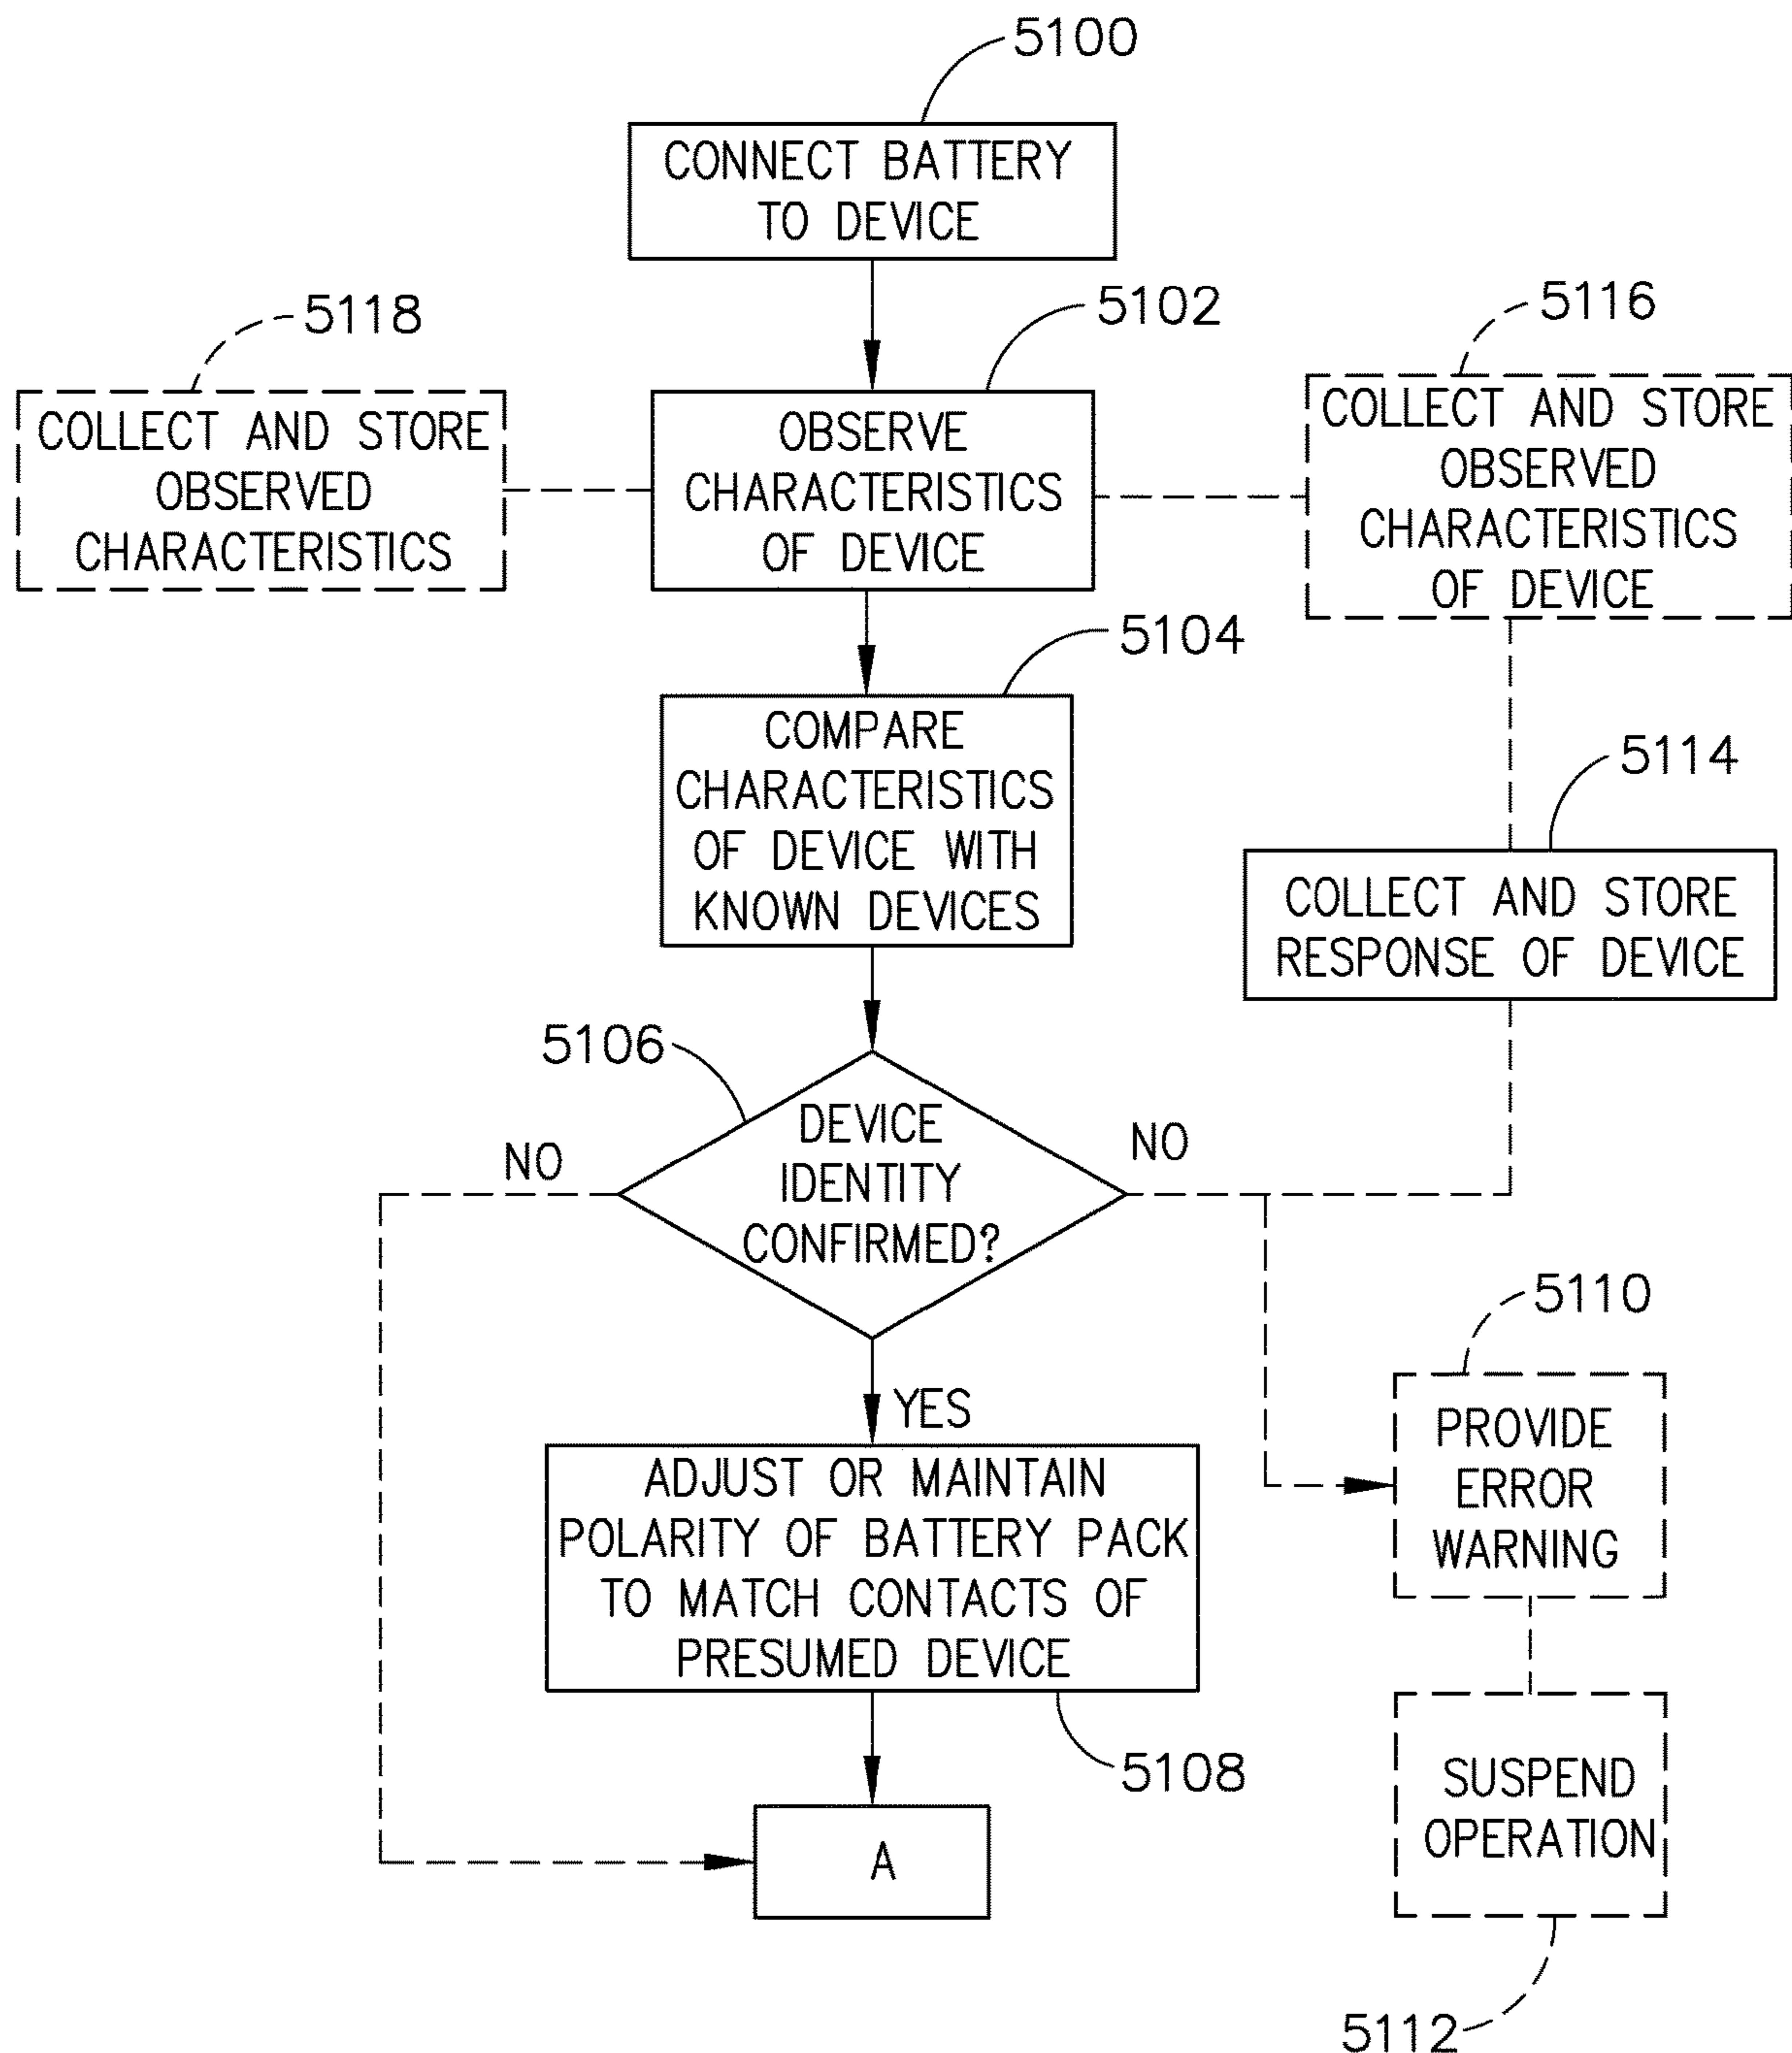 5100
CONNECT BATTERY
TO DEVICE
5118
5102
5116
COLLECT AND STORE
OBSERVED
CHARACTERISTICS
OBSERVE
CHARACTERISTICS
OF DEVICE
COLLECT AND STORE
OBSERVED
CHARACTERISTICS
OF DEVICE
5104
COMPARE
CHARACTERISTICS
OF DEVICE WITH
KNOWN DEVICES
5114
COLLECT AND STORE
RESPONSE OF DEVICE
5106
DEVICE
IDENTITY
CONFIRMED?
NO
NO
YES
5110
PROVIDE
ERROR
WARNING
ADJUST OR MAINTAIN
POLARITY OF BATTERY PACK
TO MATCH CONTACTS OF
PRESUMED DEVICE
5108
SUSPEND
OPERATION
A
5112